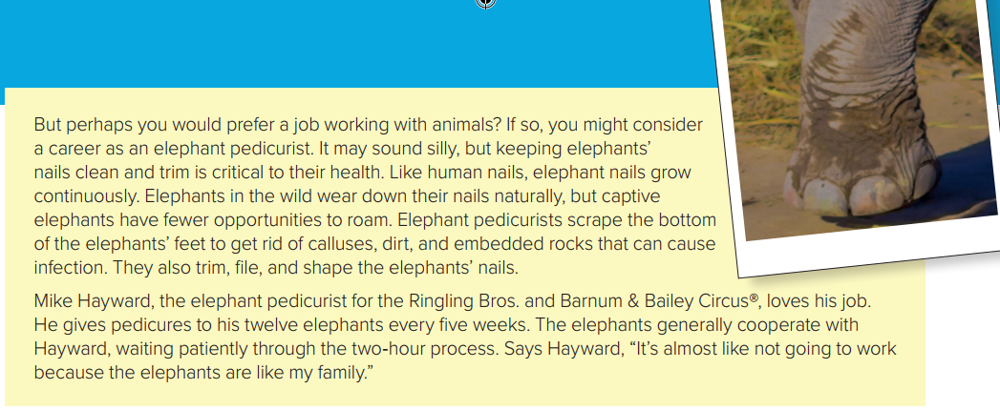 But perhaps you would prefer a job working with animals? If so, you might consider
a career as an elephant pedicurist. It may sound silly, but keeping elephants’
nails clean and trim is critical to their health. Like human nails, elephant nails grow
continuously. Elephants in the wild wear down their nails naturally, but captive
elephants have fewer opportunities to roam. Elephant pedicurists scrape the bottom
of the elephants’ feet to get rid of calluses, dirt, and embedded rocks that can cause
infection. They also trim, file, and shape the elephants’ nails.
Mike Hayward, the elephant pedicurist for the Ringling Bros. and Barnum & Bailey Circus®, loves his job.
He gives pedicures to his twelve elephants every five weeks. The elephants generally cooperate with
Hayward, waiting patiently through the two-hour process. Says Hayward, “It’s almost like not going to work
because the elephants are like my family.”